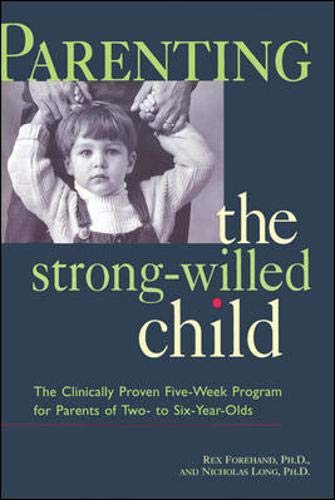 PARENTING
the
strong-willed
child
The Clinically Proven Five-Week Program
for Parents of Two- to Six-Year-Olds
REX FOREHAND, PH.D.,
AND NICHOLAS LONG, PH.D.